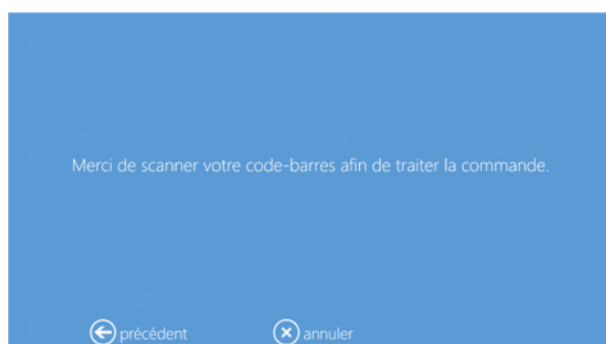 Merci de scanner votre code-barres afin de traiter la commande.
précédent annuler